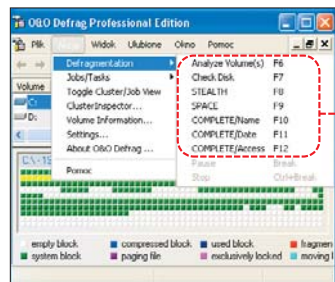 O&O Defrag Professional Edition
Plik Widok Ulubione Okno Pomoc
Defragmentation
Jobs/Tasks
Toggle Cluster/Job View
ClusterInspector...
Volume Information...
Settings...
About O&O Defrag ...
Pomoc
Analyze Volume(s) F6
Check Disk F7
STEALTH F8
SPACE F9
COMPLETE/Name F10
COMPLETE/Date F11
COMPLETE/Access F12
Pause Break
Stop Ctrl+Break
Volume
C:
D:
C:\ - 15
empty block compressed block used block fragmen
system block paging file exclusively locked moving